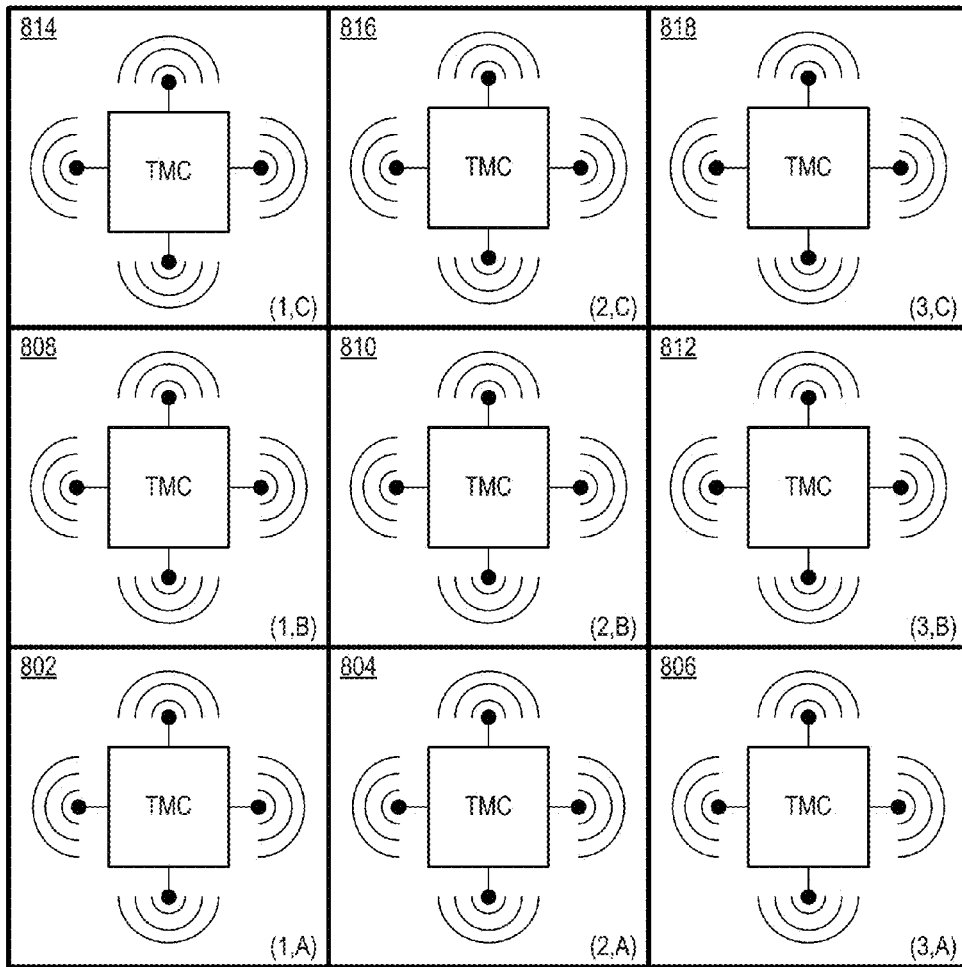 814 816 818
TMC TMC TMC
(1,C) (2,C) (3,C)
808 810 812
TMC TMC TMC
(1,B) (2,B) (3,B)
802 804 806
TMC TMC TMC
(1,A) (2,A) (3,A)